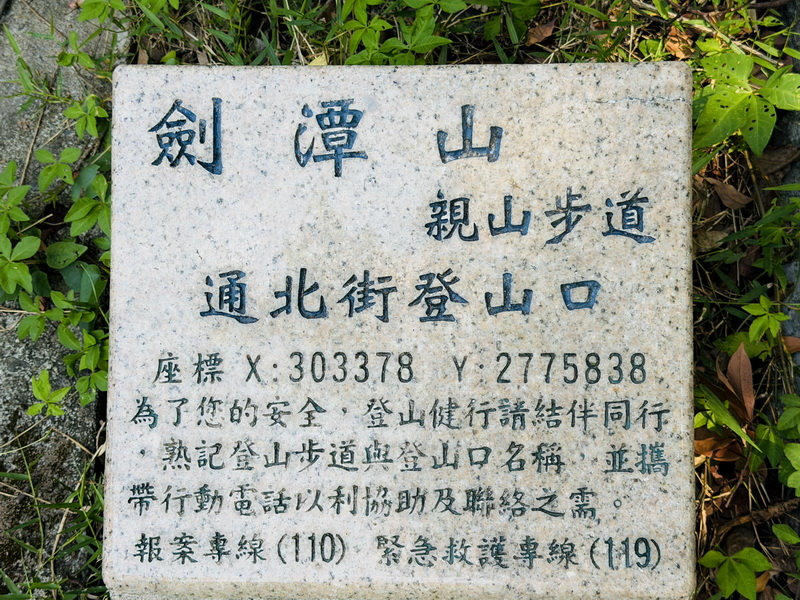 劍潭山
親山步道
通北街登山口
座標 X:303378 Y:2775838
為了您的安全,登山健行請結伴同行
,熟記登山步道與登山口名稱,並攜
帶行動電話以利協助及聯絡之需。
報案專線(110) 緊急救護專線(119)